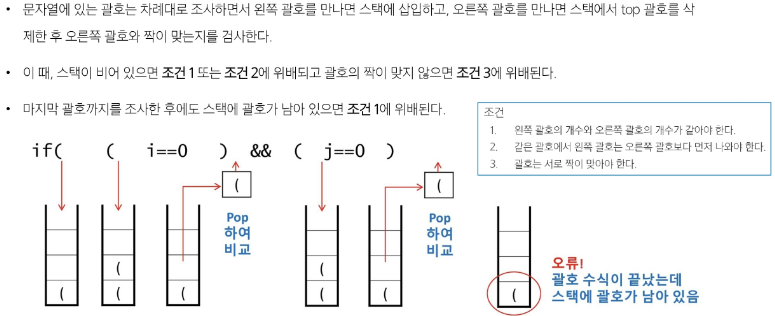 • 문자열에 있는 괄호는 차례대로 조사하면서 왼쪽 괄호를 만나면 스택에 삽입하고, 오른쪽 괄호를 만나면 스택에서 top 괄호를 삭
제한 후 오른쪽 괄호와 짝이 맞는지를 검사한다.
• 이 때, 스택이 비어 있으면 조건 1 또는 조건 2에 위배되고 괄호의 짝이 맞지 않으면 조건 3에 위배된다.
• 마지막 괄호까지를 조사한 후에도 스택에 괄호가 남아 있으면 조건 1에 위배된다.
조건
1. 왼쪽 괄호의 개수와 오른쪽 괄호의 개수가 같아야 한다.
2. 같은 괄호에서 왼쪽 괄호는 오른쪽 괄호보다 먼저 나와야 한다.
3. 괄호는 서로 짝이 맞아야 한다.
if( ( i==0 ) && ( j==0 )
( (
Pop
하여
비교
Pop
하여
비교
( (
( ( ( ( ( (
오류!
괄호 수식이 끝났는데
스택에 괄호가 남아 있음